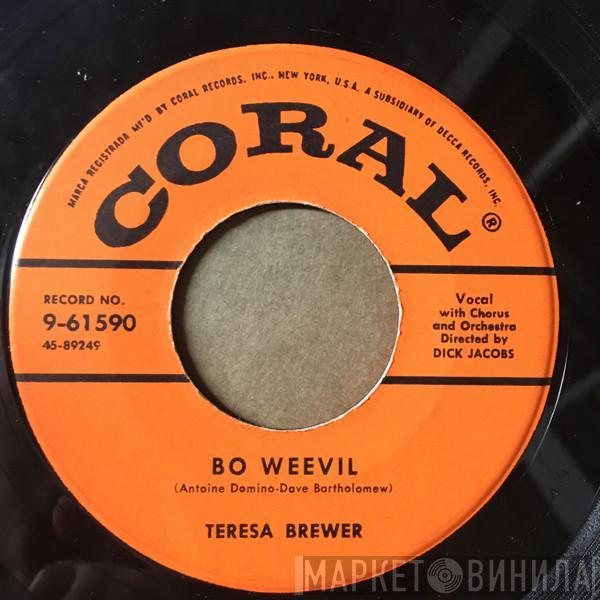 MARCA REGISTRADA MF'D BY CORAL RECORDS, INC., NEW YORK, U.S.A. A SUBSIDIARY OF DECCA RECORDS, INC.
CORAL®
RECORD NO.
9-61590
45-89249
Vocal
with Chorus
and Orchestra
Directed by
DICK JACOBS
BO WEEVIL
(Antoine Domino-Dave Bartholomew)
TERESA BREWER
МАРКЕТ ВИНИЛА